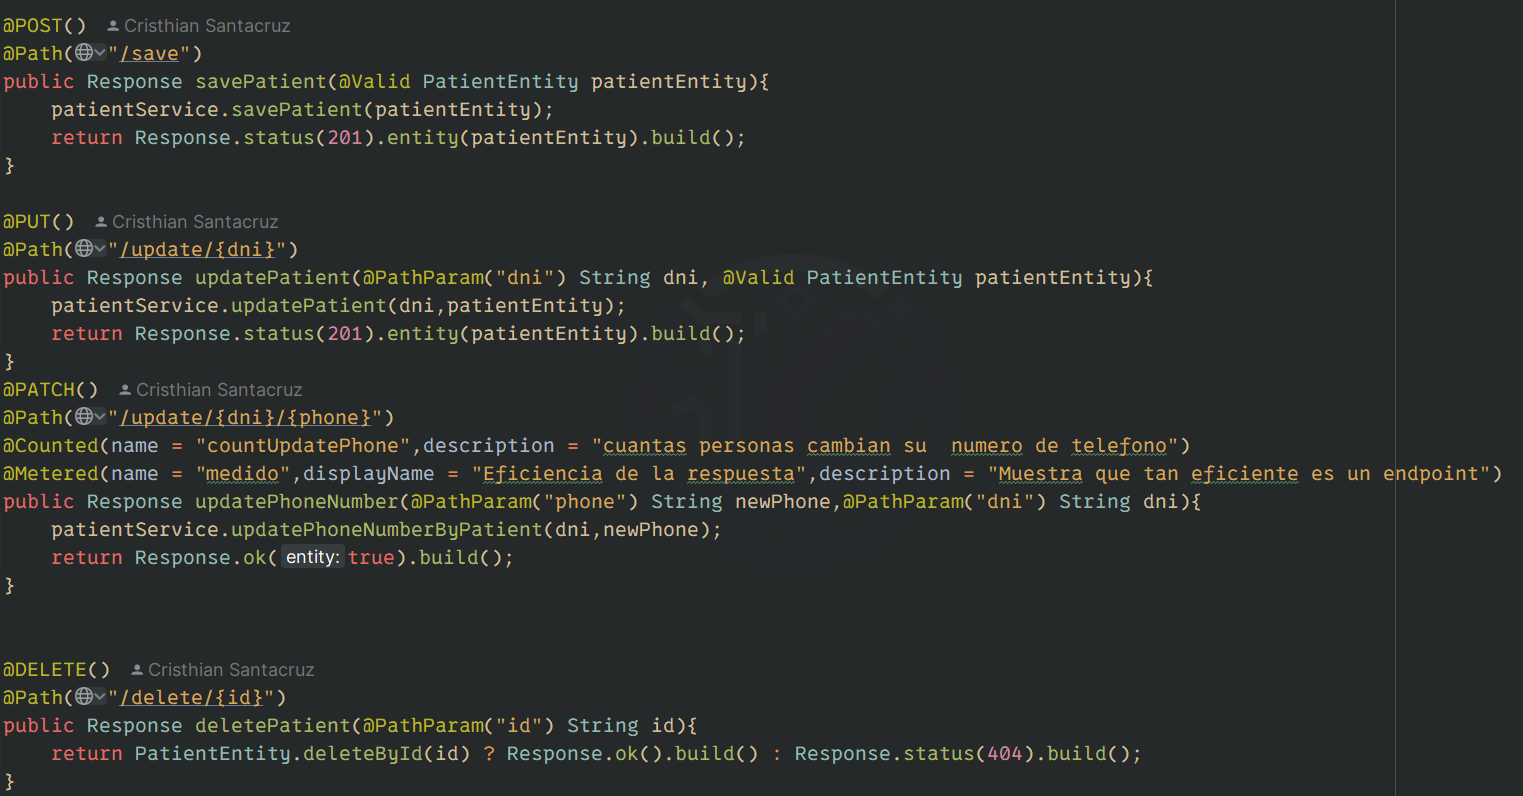 @POST() Cristhian Santacruz
@Path("/save")
public Response savePatient(@Valid PatientEntity patientEntity){
    patientService.savePatient(patientEntity);
    return Response.status(201).entity(patientEntity).build();
}
@PUT() Cristhian Santacruz
@Path("/update/{dni}")
public Response updatePatient(@PathParam("dni") String dni, @Valid PatientEntity patientEntity){
    patientService.updatePatient(dni,patientEntity);
    return Response.status(201).entity(patientEntity).build();
}
@PATCH() Cristhian Santacruz
@Path("/update/{dni}/{phone}")
@Counted(name = "countUpdatePhone",description = "cuantas personas cambian su  numero de telefono")
@Metered(name = "medido",displayName = "Eficiencia de la respuesta",description = "Muestra que tan eficiente es un endpoint")
public Response updatePhoneNumber(@PathParam("phone") String newPhone,@PathParam("dni") String dni){
    patientService.updatePhoneNumberByPatient(dni,newPhone);
    return Response.ok( entity: true).build();
}
@DELETE() Cristhian Santacruz
@Path("/delete/{id}")
public Response deletePatient(@PathParam("id") String id){
    return PatientEntity.deleteById(id) ? Response.ok().build() : Response.status(404).build();
}